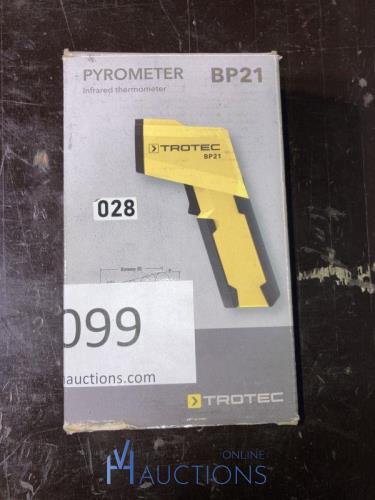 PYROMETER BP21
Infrared thermometer
TROTEC
BP21
028
099
auctions.com
TROTEC
ONLINE
AUCTIONS